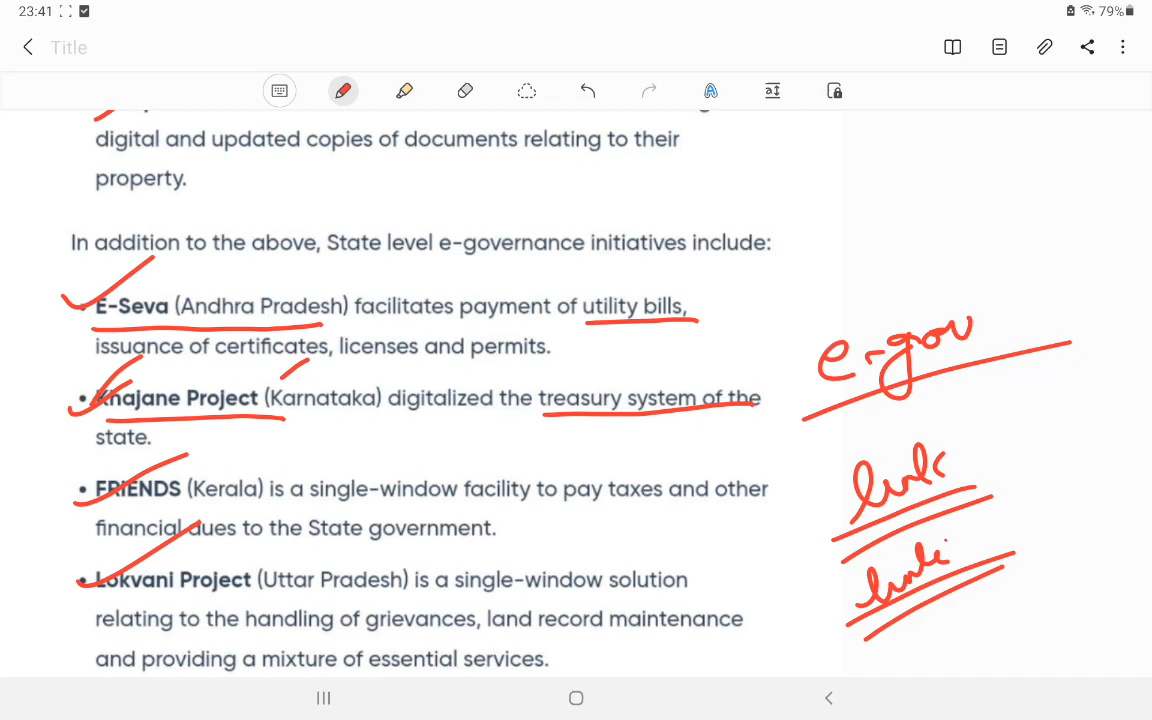 23:41
79%
Title
digital and updated copies of documents relating to their
property.
In addition to the above, State level e-governance initiatives include:
• E-Seva (Andhra Pradesh) facilitates payment of utility bills,
issuance of certificates, licenses and permits.
• Khajane Project (Karnataka) digitalized the treasury system of the
state.
• FRIENDS (Kerala) is a single-window facility to pay taxes and other
financial dues to the State government.
• Lokvani Project (Uttar Pradesh) is a single-window solution
relating to the handling of grievances, land record maintenance
and providing a mixture of essential services.
e-gov
link